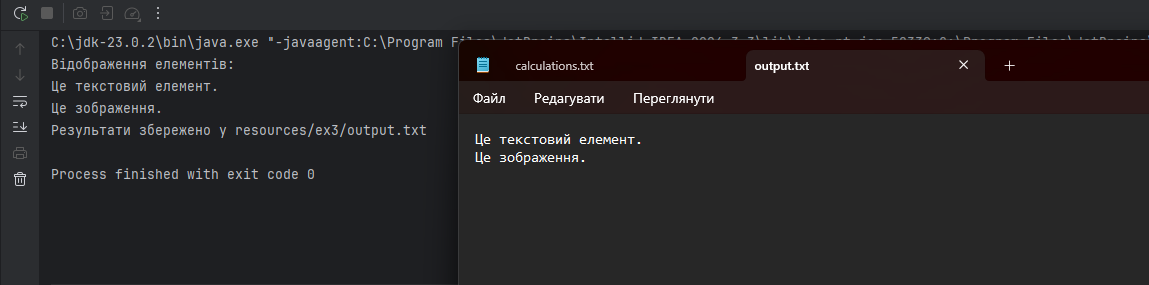 C:\jdk-23.0.2\bin\java.exe "-javaagent:C:\Program
Відображення елементів:
Це текстовий елемент.
Це зображення.
Результати збережено у resources/ex3/output.txt
Process finished with exit code 0
calculations.txt
output.txt
Файл Редагувати Переглянути
Це текстовий елемент.
Це зображення.